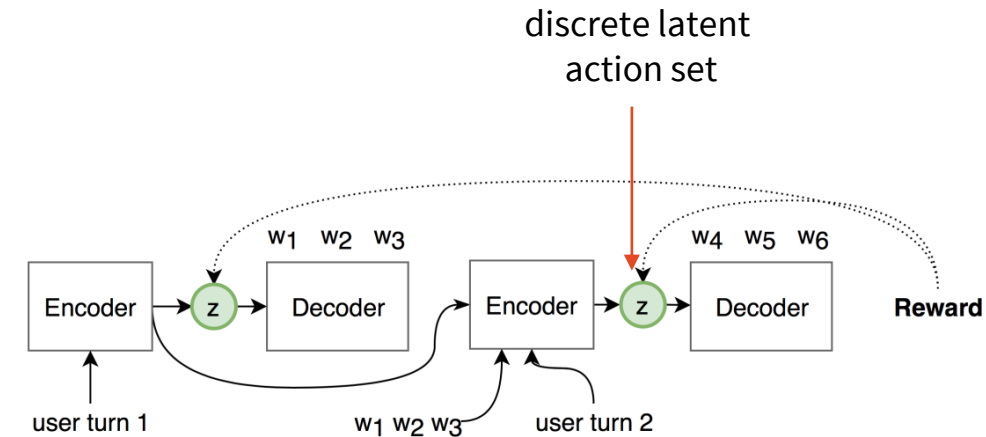 discrete latent
action set
w1 w2 w3
w4 w5 w6
Encoder
z
Decoder
Encoder
z
Decoder
Reward
user turn 1
w1 w2 w3
user turn 2